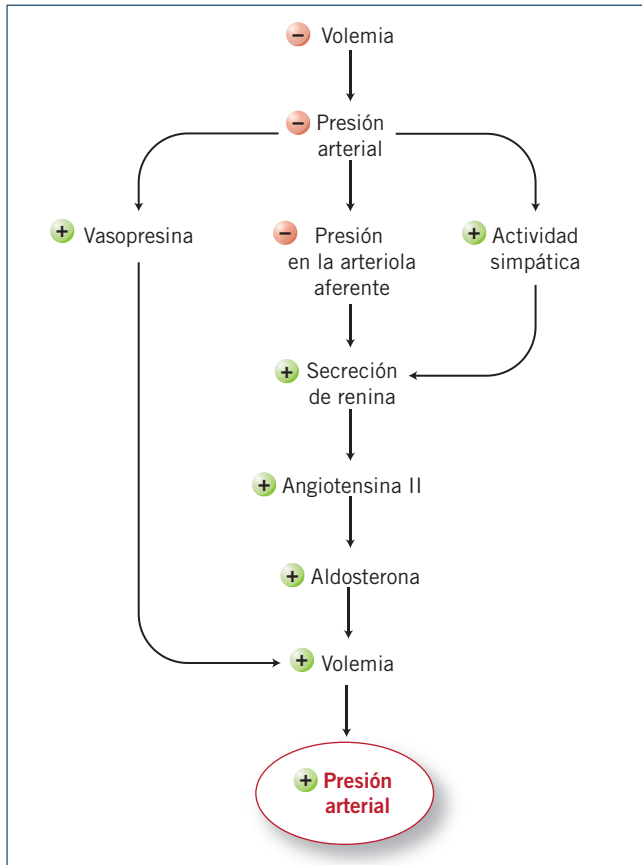 − Volemia
− Presión
arterial
+ Vasopresina
− Presión
en la arteriola
aferente
+ Actividad
simpática
+ Secreción
de renina
+ Angiotensina II
+ Aldosterona
+ Volemia
+ Presión
arterial